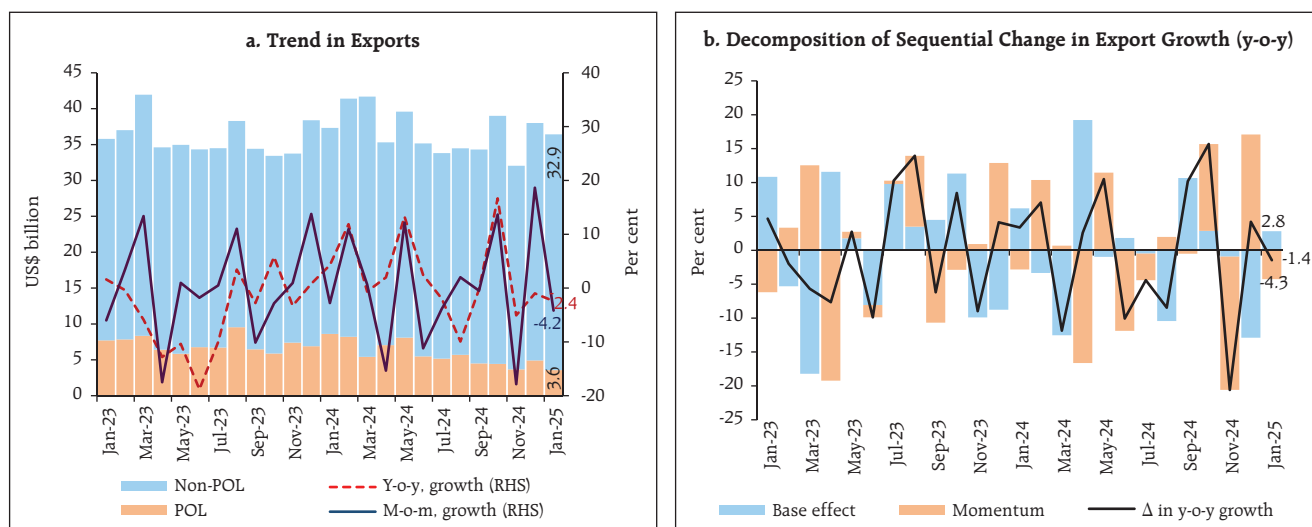 a. Trend in Exports
45
40
35
30
25
20
15
10
5
0
US$ billion
40
30
20
10
0
-10
-20
Per cent
32.9
-2.4
-4.2
3.6
Jan-23
Mar-23
May-23
Jul-23
Sep-23
Nov-23
Jan-24
Mar-24
May-24
Jul-24
Sep-24
Nov-24
Jan-25
Non-POL
Y-o-y, growth (RHS)
POL
M-o-m, growth (RHS)
b. Decomposition of Sequential Change in Export Growth (y-o-y)
25
20
15
10
5
0
-5
-10
-15
-20
-25
Per cent
2.8
-1.4
-4.3
Jan-23
Mar-23
May-23
Jul-23
Sep-23
Nov-23
Jan-24
Mar-24
May-24
Jul-24
Sep-24
Nov-24
Jan-25
Base effect
Momentum
Δ in y-o-y growth